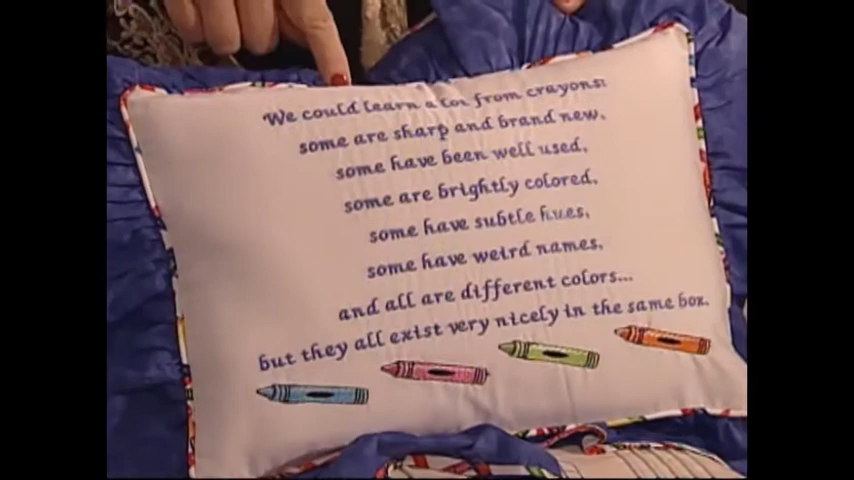 We could learn a lot from crayons:
some are sharp and brand new,
some have been well used,
some are brightly colored,
some have subtle hues,
some have weird names,
and all are different colors...
but they all exist very nicely in the same box.